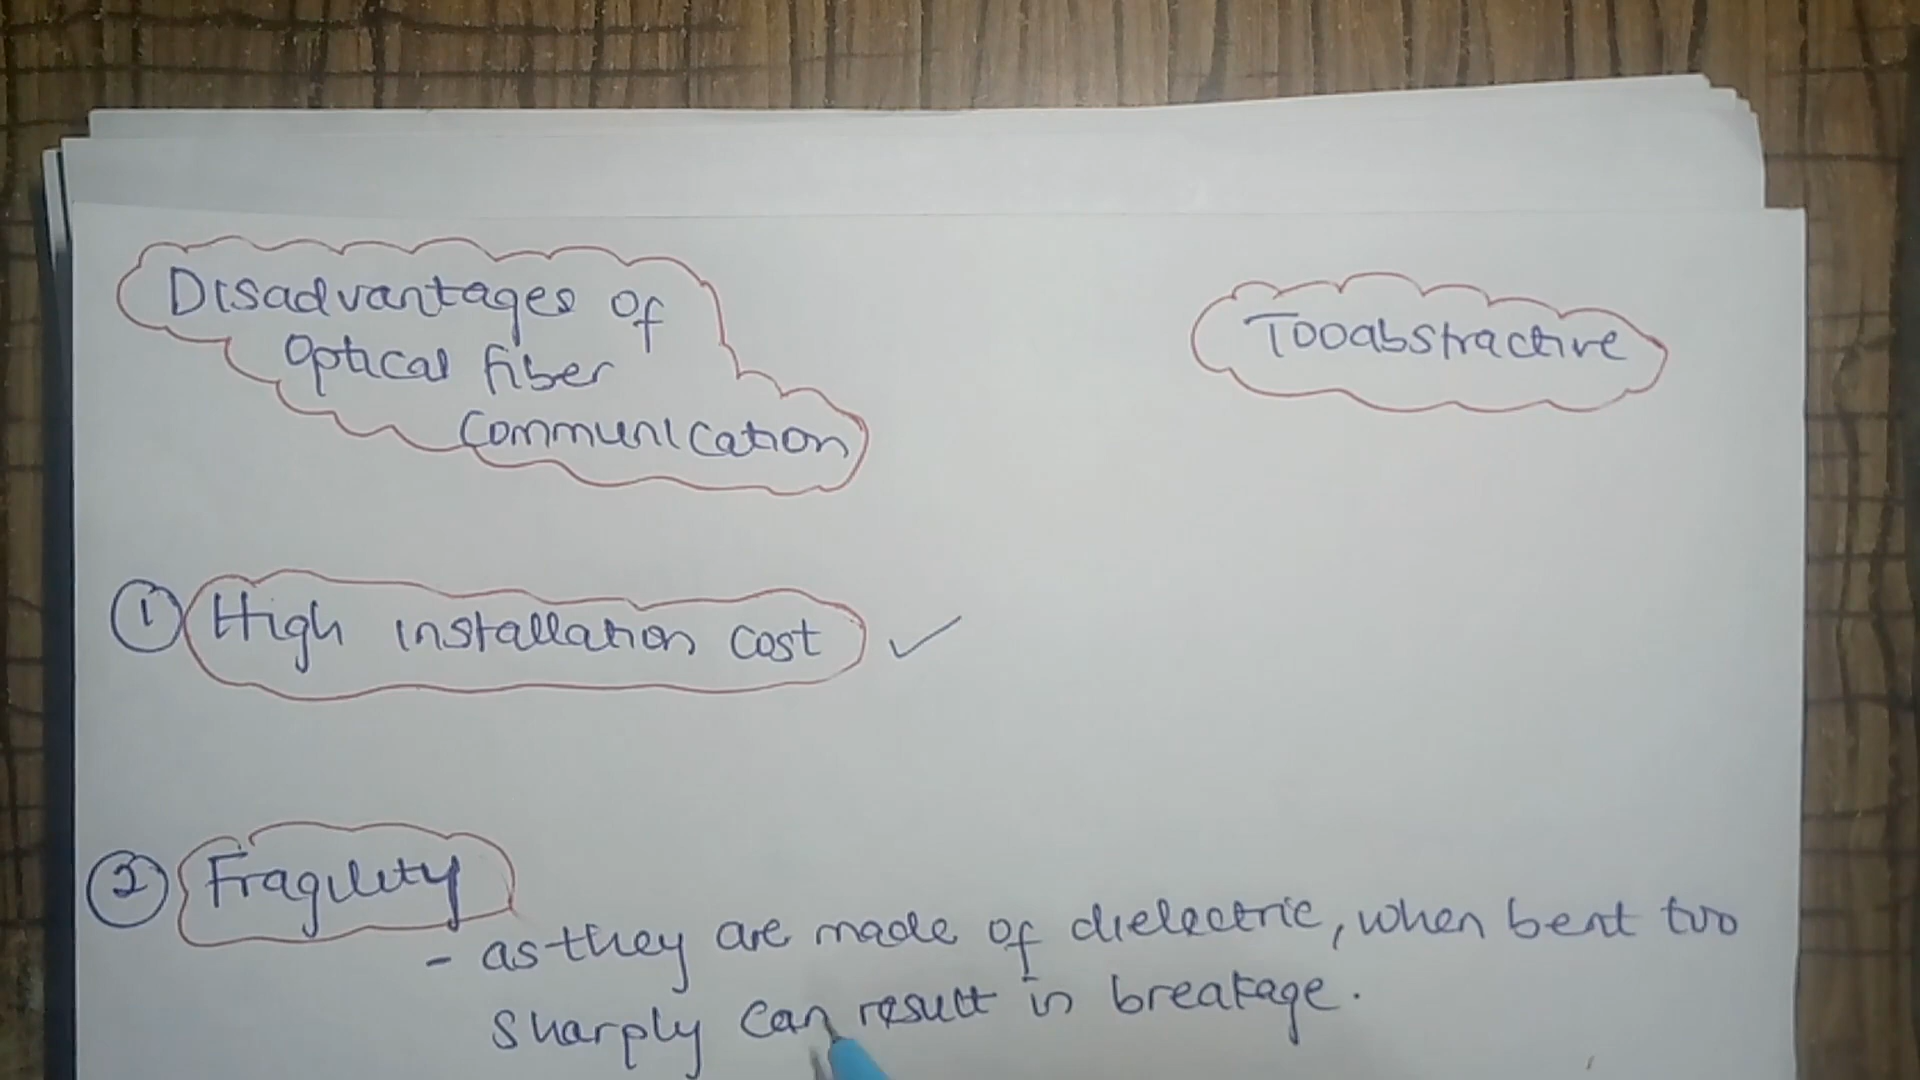 Disadvantages of
Optical fiber
Communication
Tooabstractive
1 High installation cost
2 Fragility
- as they are made of dielectric, when bent too
sharply can result in breakage.